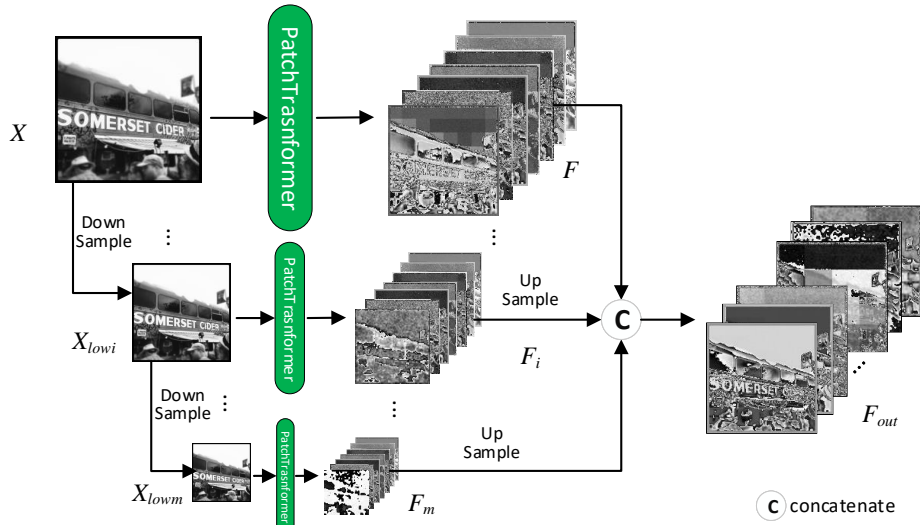 PatchTrasnformer
X
SOMERSET CIDER
F
Down
Sample
PatchTrasnformer
Up
Sample
X_lowi
SOMERSET CIDER
F_i
C
SOMERSET C
F_out
Down
Sample
PatchTrasnformer
Up
Sample
X_lowm
SOMERSET CIDER
F_m
C concatenate